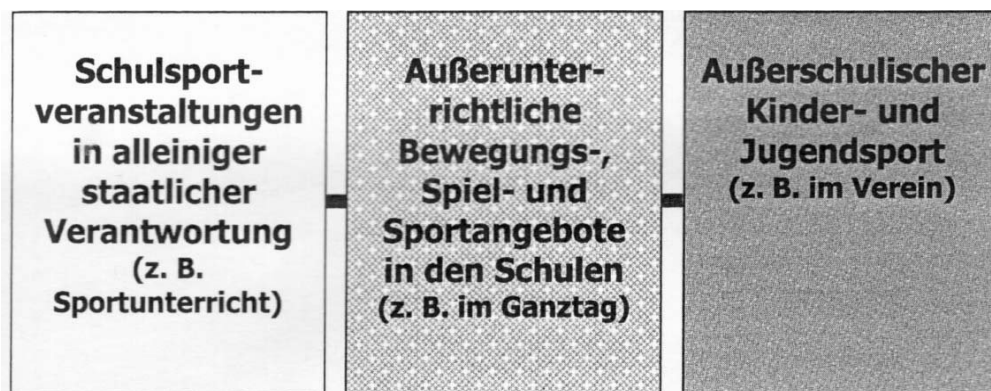 Schulsport-
veranstaltungen
in alleiniger
staatlicher
Verantwortung
(z. B.
Sportunterricht)
Außerunter-
richtliche
Bewegungs-,
Spiel- und
Sportangebote
in den Schulen
(z. B. im Ganztag)
Außerschulischer
Kinder- und
Jugendsport
(z. B. im Verein)